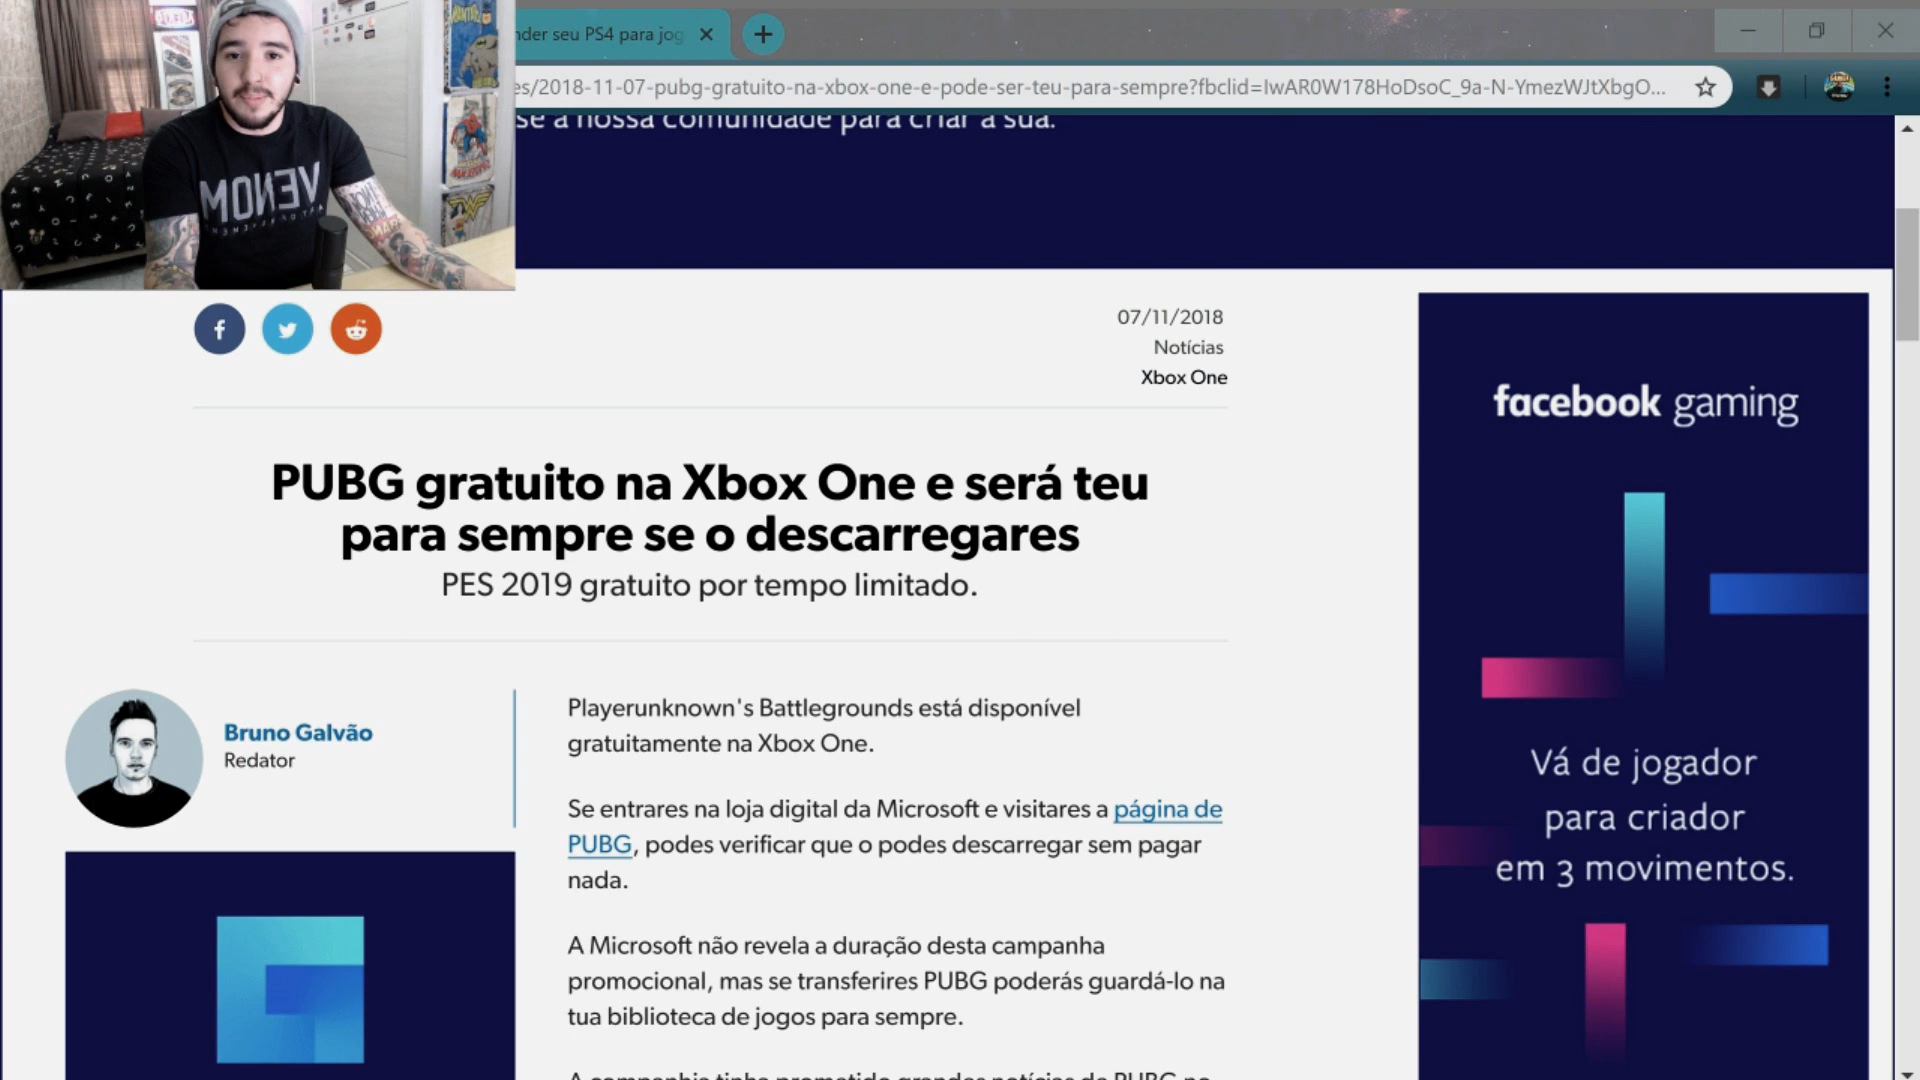 nder seu PS4 para jog
es/2018-11-07-pubg-gratuito-na-xbox-one-e-pode-ser-teu-para-sempre?fbclid=IwAR0W178HoDsoC_9a-N-YmezWJtXbgO...
se à nossa comunidade para criar a sua.
VENOM
07/11/2018
Notícias
Xbox One
PUBG gratuito na Xbox One e será teu
para sempre se o descarregares
PES 2019 gratuito por tempo limitado.
Bruno Galvão
Redator
Playerunknown's Battlegrounds está disponível
gratuitamente na Xbox One.
Se entrares na loja digital da Microsoft e visitares a página de
PUBG, podes verificar que o podes descarregar sem pagar
nada.
A Microsoft não revela a duração desta campanha
promocional, mas se transferires PUBG poderás guardá-lo na
tua biblioteca de jogos para sempre.
A companhia tinha prometido grandes notícias de PUBG no
facebook gaming
Vá de jogador
para criador
em 3 movimentos.